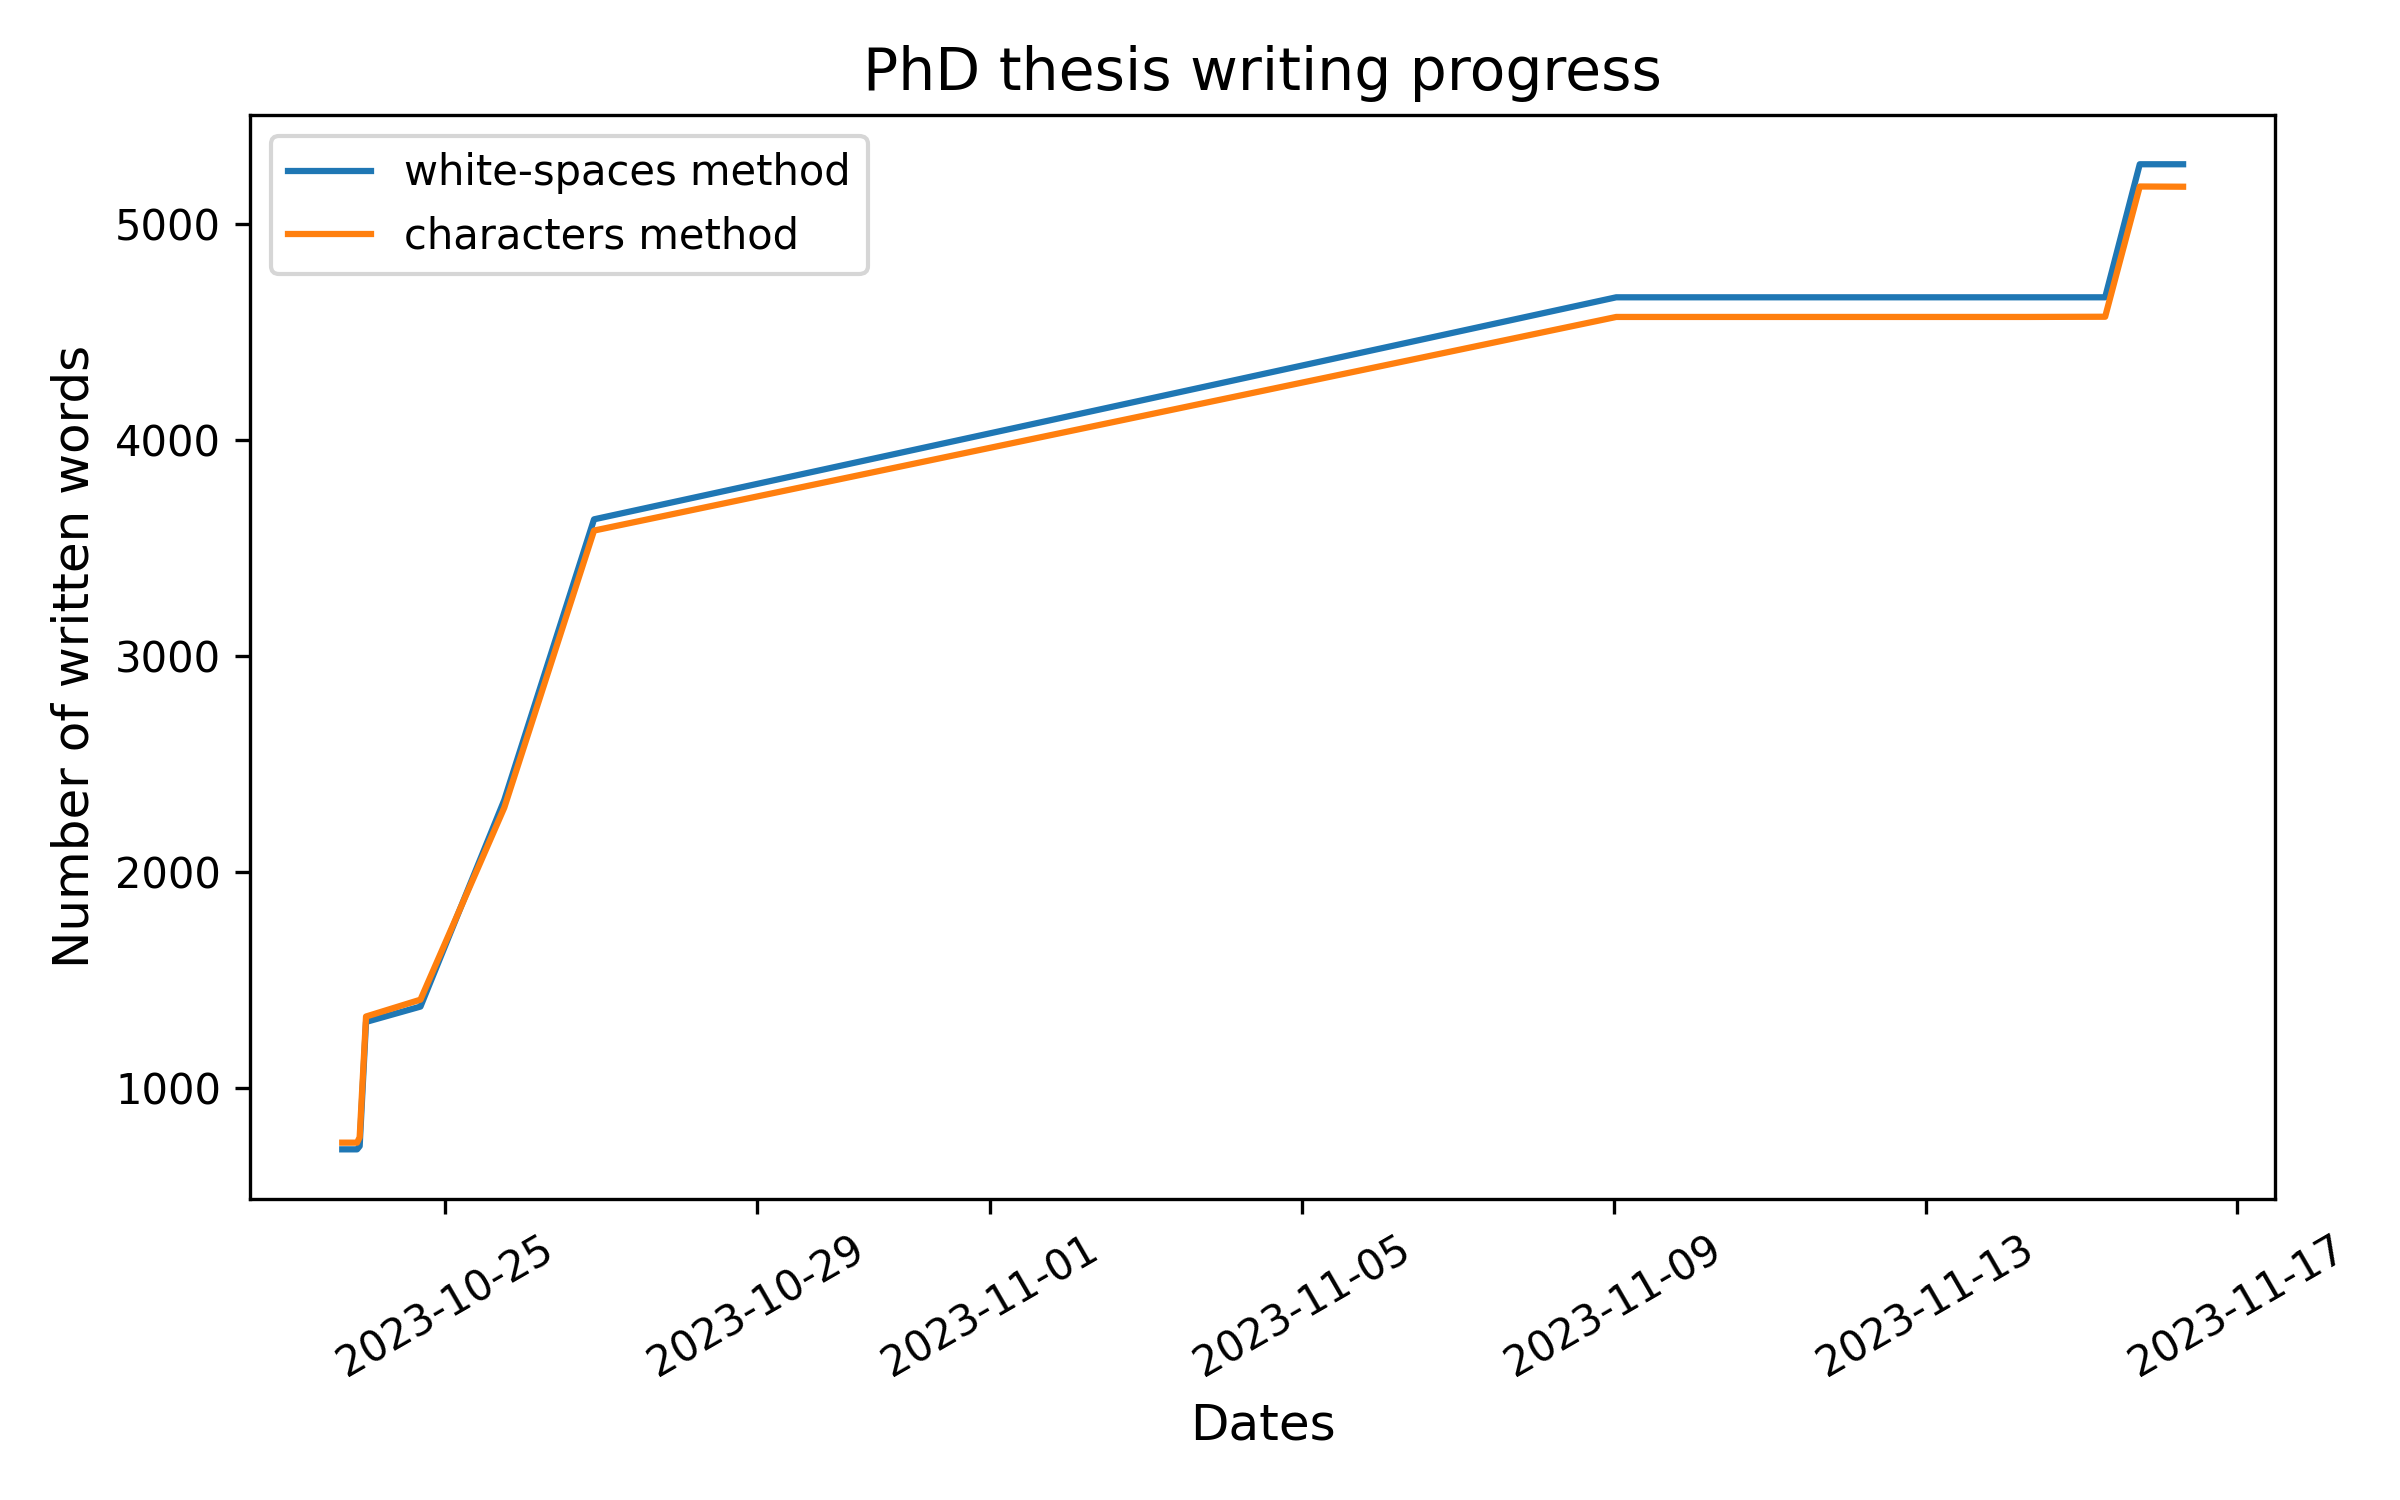 PhD thesis writing progress
white-spaces method
characters method
Number of written words
5000
4000
3000
2000
1000
2023-10-25
2023-10-29
2023-11-01
2023-11-05
2023-11-09
2023-11-13
2023-11-17
Dates